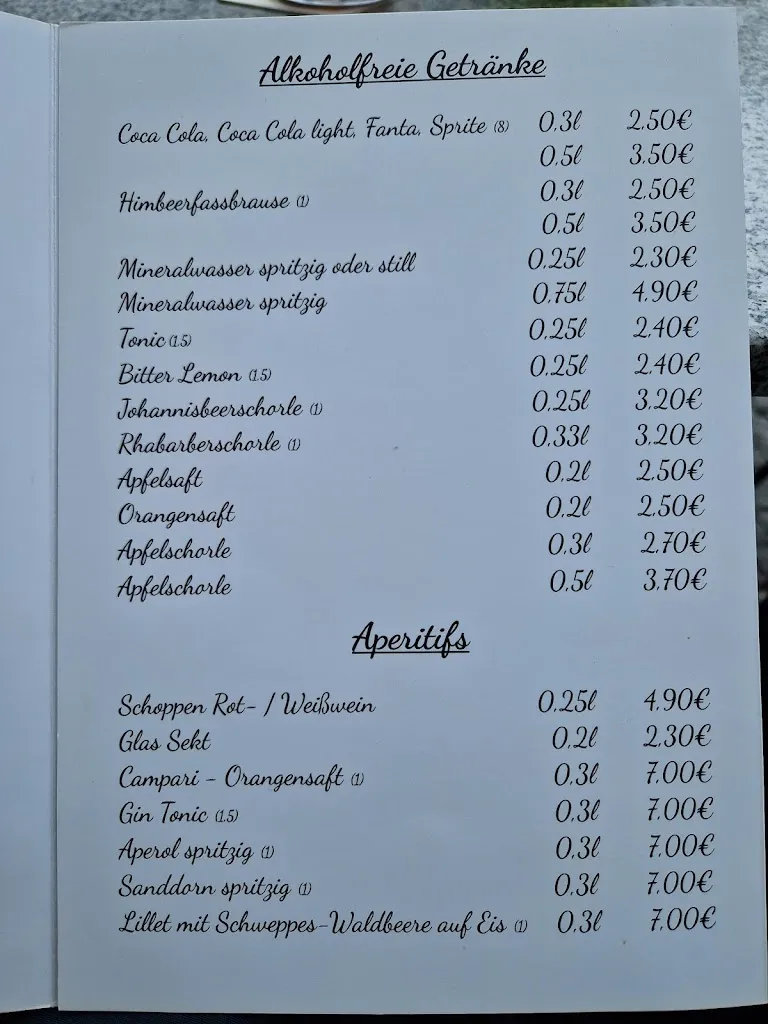 Alkoholfreie Getränke
Coca Cola, Coca Cola light, Fanta, Sprite (8) 0,3l 2,50€
0,5l 3,50€
Himbeerfassbrause (1) 0,3l 2,50€
0,5l 3,50€
Mineralwasser spritzig oder still 0,25l 2,30€
Mineralwasser spritzig 0,75l 4,90€
Tonic (1.5) 0,25l 2,40€
Bitter Lemon (1.5) 0,25l 2,40€
Johannisbeerschorle (1) 0,25l 3,20€
Rhabarberschorle (1) 0,33l 3,20€
Apfelsaft 0,2l 2,50€
Orangensaft 0,2l 2,50€
Apfelschorle 0,3l 2,70€
Apfelschorle 0,5l 3,70€
Aperitifs
Schoppen Rot- / Weißwein 0,25l 4,90€
Glas Sekt 0,2l 2,30€
Campari - Orangensaft (1) 0,3l 7,00€
Gin Tonic (1.5) 0,3l 7,00€
Aperol spritzig (1) 0,3l 7,00€
Sanddorn spritzig (1) 0,3l 7,00€
Lillet mit Schweppes-Waldbeere auf Eis (1) 0,3l 7,00€